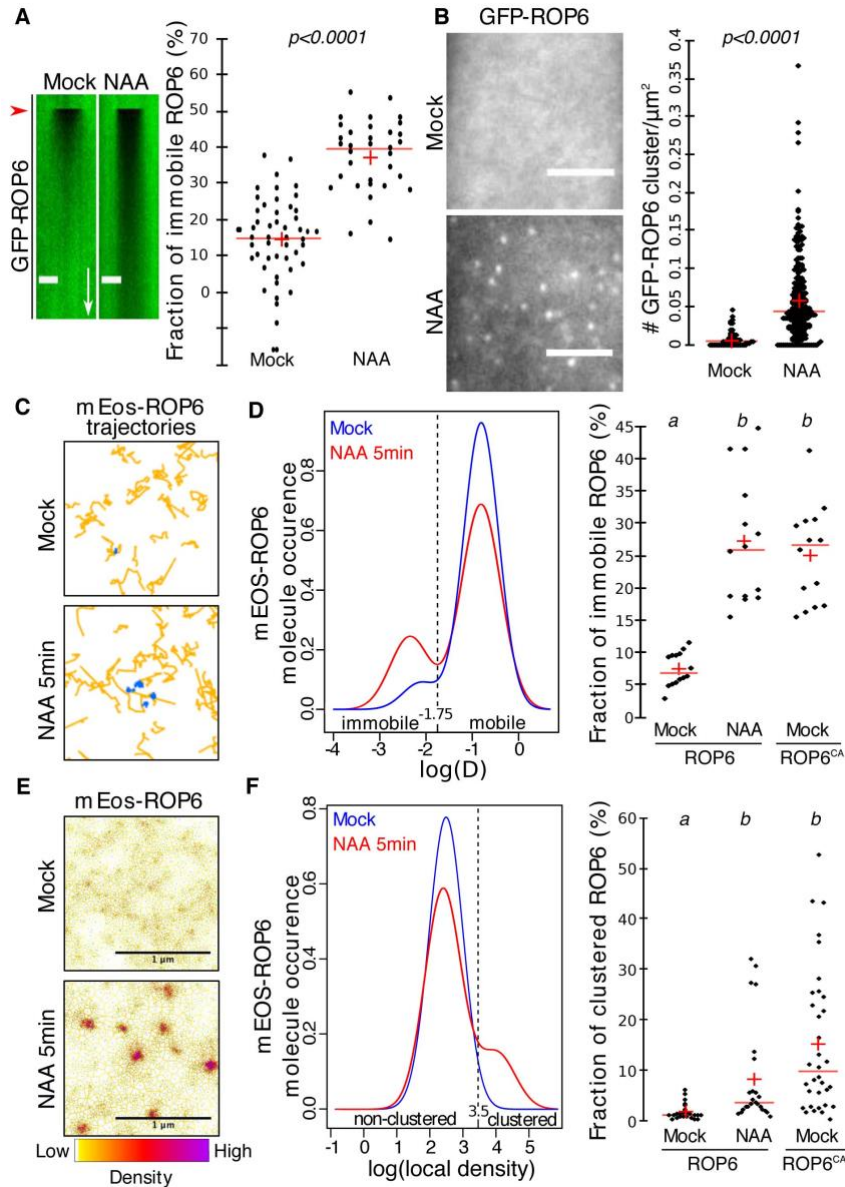 A
Mock NAA
GFP-ROP6
Fraction of immobile ROP6 (%)
70
60
50
40
30
20
10
0
p<0.0001
Mock
NAA
B
GFP-ROP6
Mock
NAA
# GFP-ROP6 cluster/µm²
0.4
0.35
0.3
0.25
0.2
0.15
0.1
0.05
0
p<0.0001
Mock
NAA
C
mEos-ROP6
trajectories
Mock
NAA 5min
D
Mock
NAA 5min
mEOS-ROP6
molecule occurence
0.8
0.6
0.4
0.2
0.0
immobile
-1.75
mobile
-4 -3 -2 -1 0
log(D)
Fraction of immobile ROP6 (%)
45
40
35
30
25
20
15
10
5
0
a b b
Mock NAA Mock
ROP6 ROP6CA
E
mEos-ROP6
Mock
1 µm
NAA 5min
1 µm
Low High
Density
F
Mock
NAA 5min
mEOS-ROP6
molecule occurence
0.8
0.6
0.4
0.2
0.0
non-clustered
3.5
clustered
-1 0 1 2 3 4 5
log(local density)
Fraction of clustered ROP6 (%)
60
50
40
30
20
10
0
a b b
Mock NAA Mock
ROP6 ROP6CA